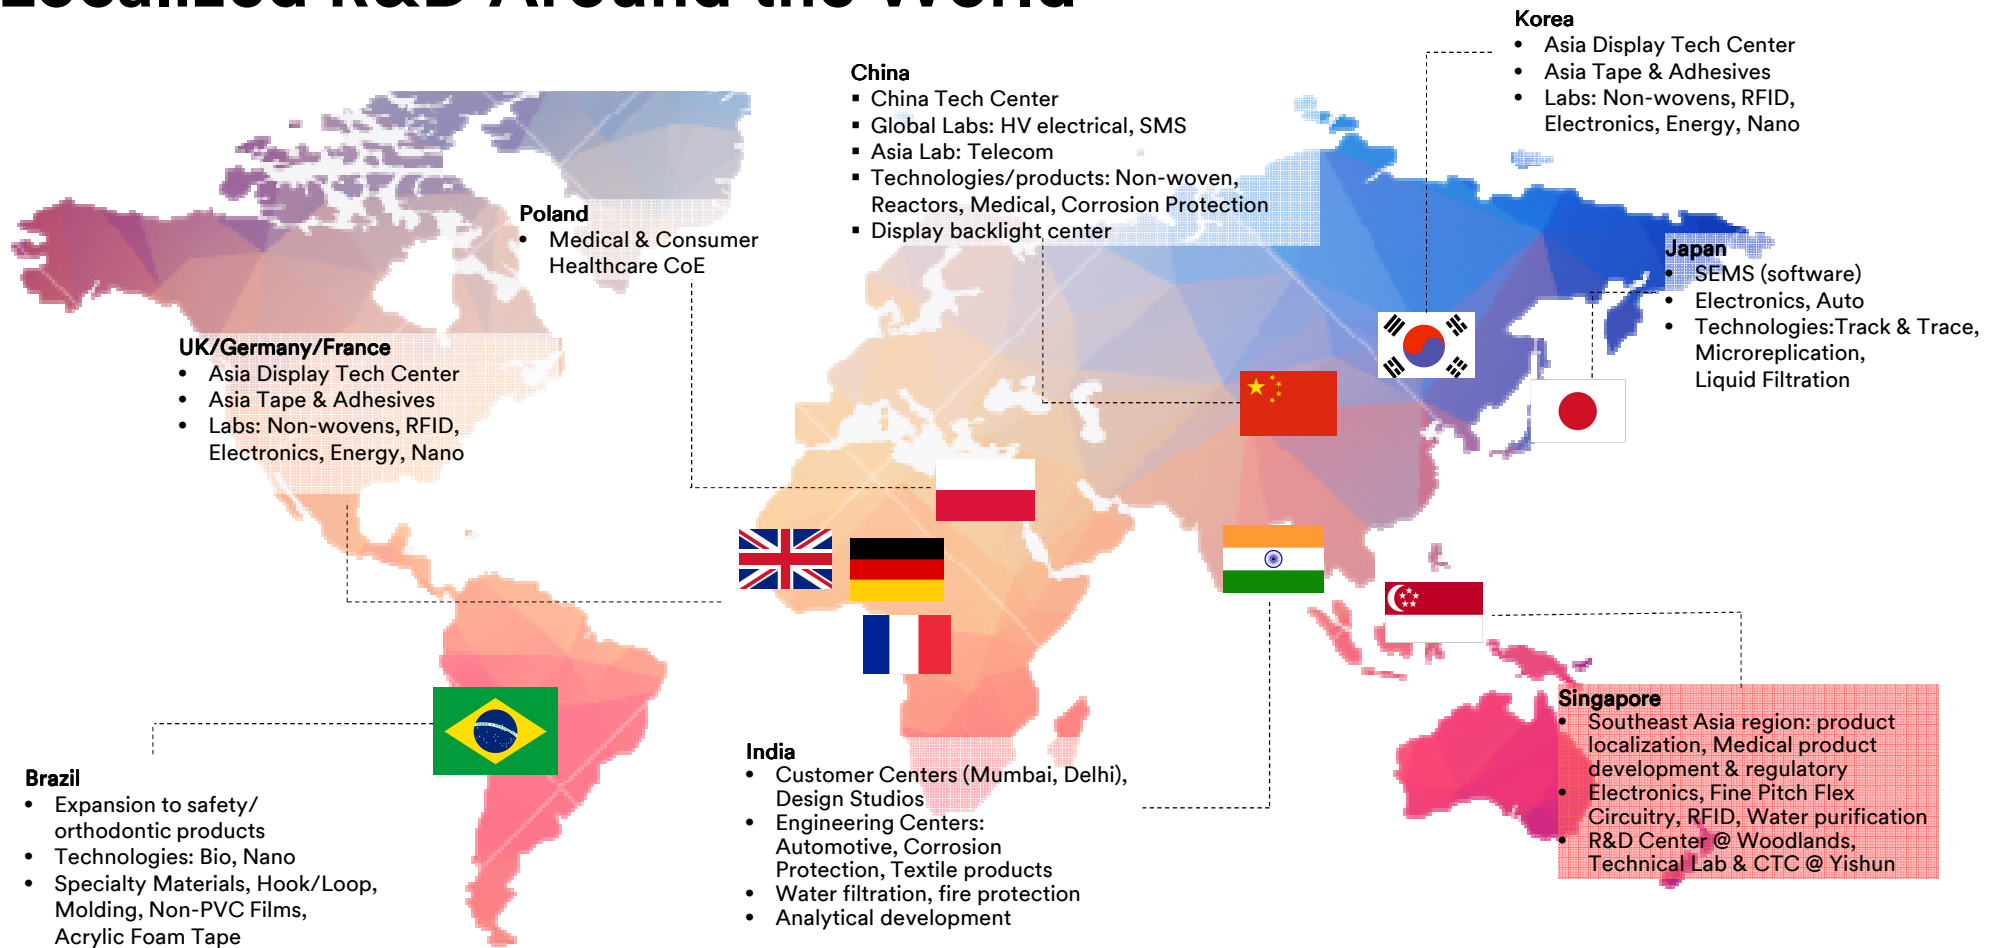 Localized R&D Around the World
Korea
• Asia Display Tech Center
• Asia Tape & Adhesives
• Labs: Non-wovens, RFID,
Electronics, Energy, Nano
China
▪ China Tech Center
▪ Global Labs: HV electrical, SMS
▪ Asia Lab: Telecom
▪ Technologies/products: Non-woven,
Reactors, Medical, Corrosion Protection
▪ Display backlight center
Poland
• Medical & Consumer
Healthcare CoE
Japan
• SEMS (software)
• Electronics, Auto
• Technologies:Track & Trace,
Microreplication,
Liquid Filtration
UK/Germany/France
• Asia Display Tech Center
• Asia Tape & Adhesives
• Labs: Non-wovens, RFID,
Electronics, Energy, Nano
Singapore
• Southeast Asia region: product
localization, Medical product
development & regulatory
• Electronics, Fine Pitch Flex
Circuitry, RFID, Water purification
• R&D Center @ Woodlands,
Technical Lab & CTC @ Yishun
India
• Customer Centers (Mumbai, Delhi),
Design Studios
• Engineering Centers:
Automotive, Corrosion
Protection, Textile products
• Water filtration, fire protection
• Analytical development
Brazil
• Expansion to safety/
orthodontic products
• Technologies: Bio, Nano
• Specialty Materials, Hook/Loop,
Molding, Non-PVC Films,
Acrylic Foam Tape